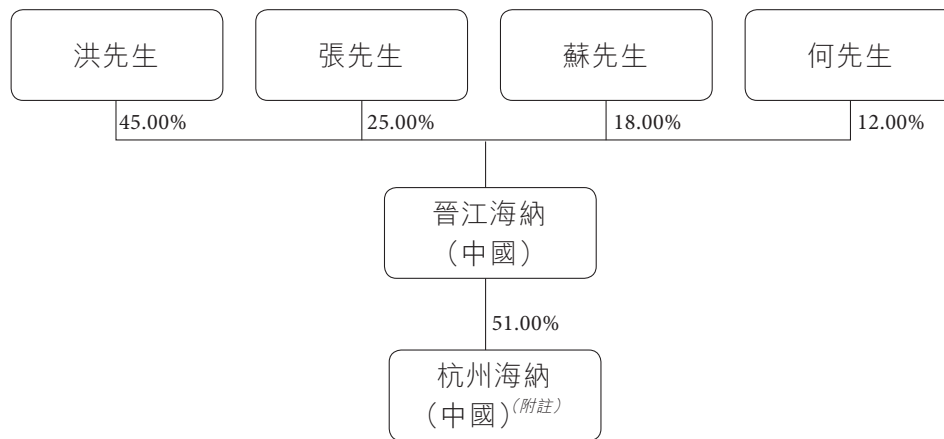 洪先生
張先生
蘇先生
何先生
45.00%
25.00%
18.00%
12.00%
晉江海納
（中國）
51.00%
杭州海納
（中國）(附註)